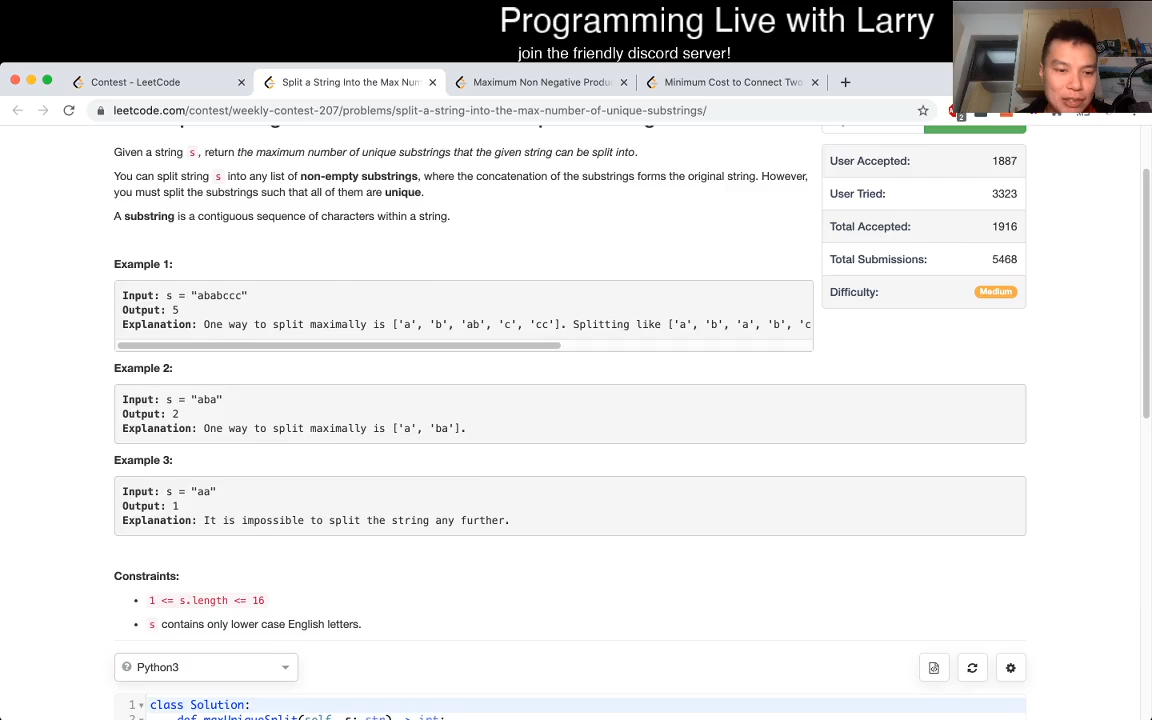 Programming Live with Larry
join the friendly discord server!
Contest - LeetCode
Split a String Into the Max Num
Maximum Non Negative Produ
Minimum Cost to Connect Two
leetcode.com/contest/weekly-contest-207/problems/split-a-string-into-the-max-number-of-unique-substrings/
2
Given a string s, return the maximum number of unique substrings that the given string can be split into.
You can split string s into any list of non-empty substrings, where the concatenation of the substrings forms the original string. However,
you must split the substrings such that all of them are unique.
A substring is a contiguous sequence of characters within a string.
User Accepted: 1887
User Tried: 3323
Total Accepted: 1916
Total Submissions: 5468
Difficulty: Medium
Example 1:
Input: s = "ababccc"
Output: 5
Explanation: One way to split maximally is ['a', 'b', 'ab', 'c', 'cc']. Splitting like ['a', 'b', 'a', 'b', 'c
Example 2:
Input: s = "aba"
Output: 2
Explanation: One way to split maximally is ['a', 'ba'].
Example 3:
Input: s = "aa"
Output: 1
Explanation: It is impossible to split the string any further.
Constraints:
• 1 <= s.length <= 16
• s contains only lower case English letters.
Python3
1 class Solution:
2 def maxUniqueSplit(self, s: str) -> int: